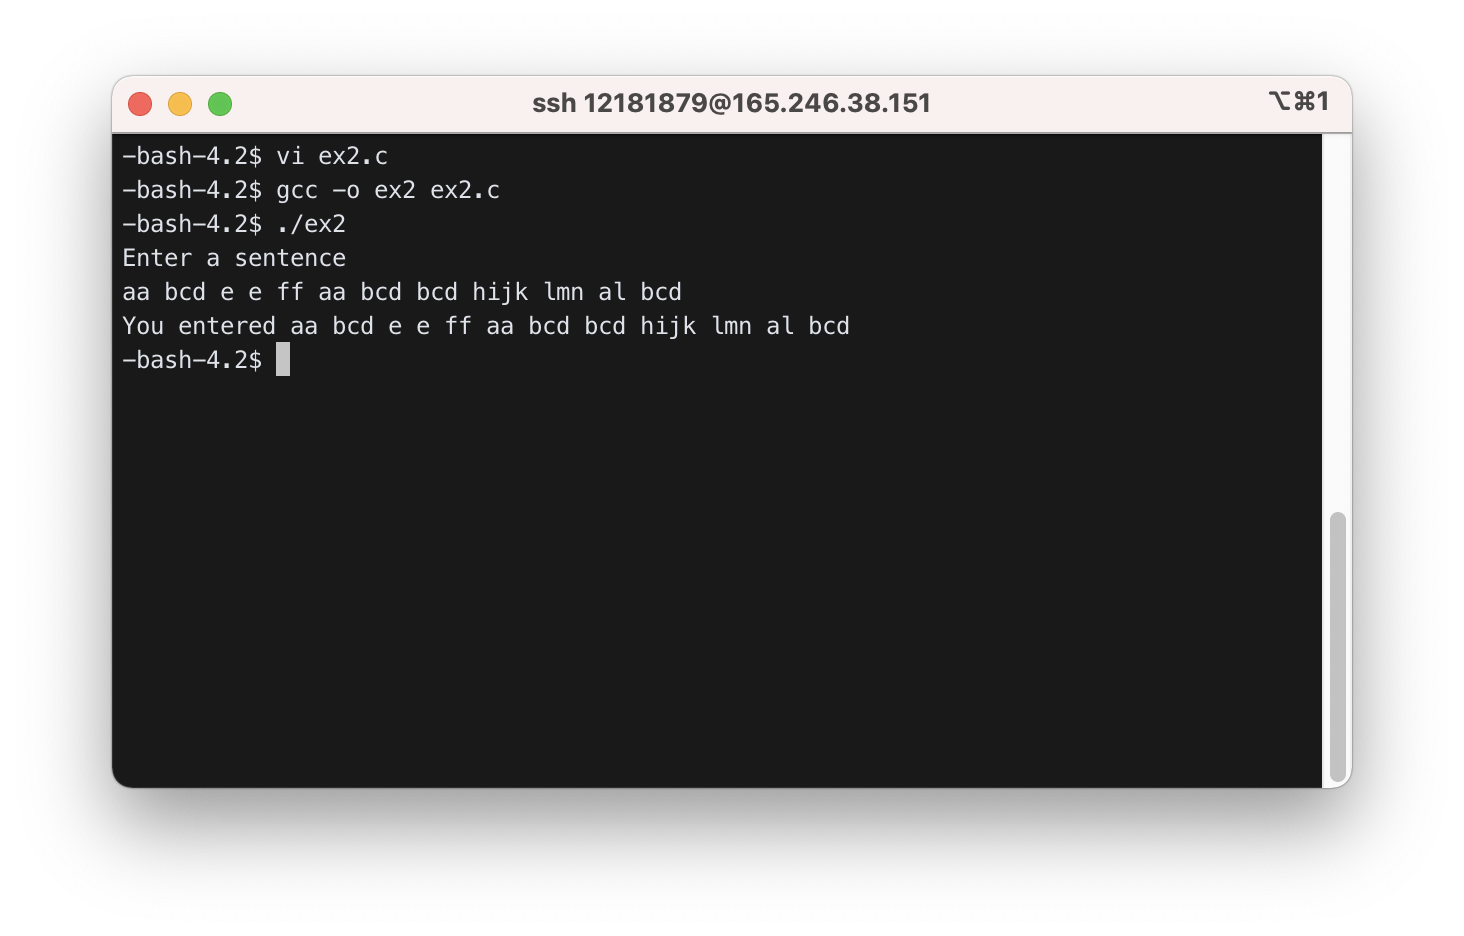 ssh 12181879@165.246.38.151
⌥⌘1
-bash-4.2$ vi ex2.c
-bash-4.2$ gcc -o ex2 ex2.c
-bash-4.2$ ./ex2
Enter a sentence
aa bcd e e ff aa bcd bcd hijk lmn al bcd
You entered aa bcd e e ff aa bcd bcd hijk lmn al bcd
-bash-4.2$